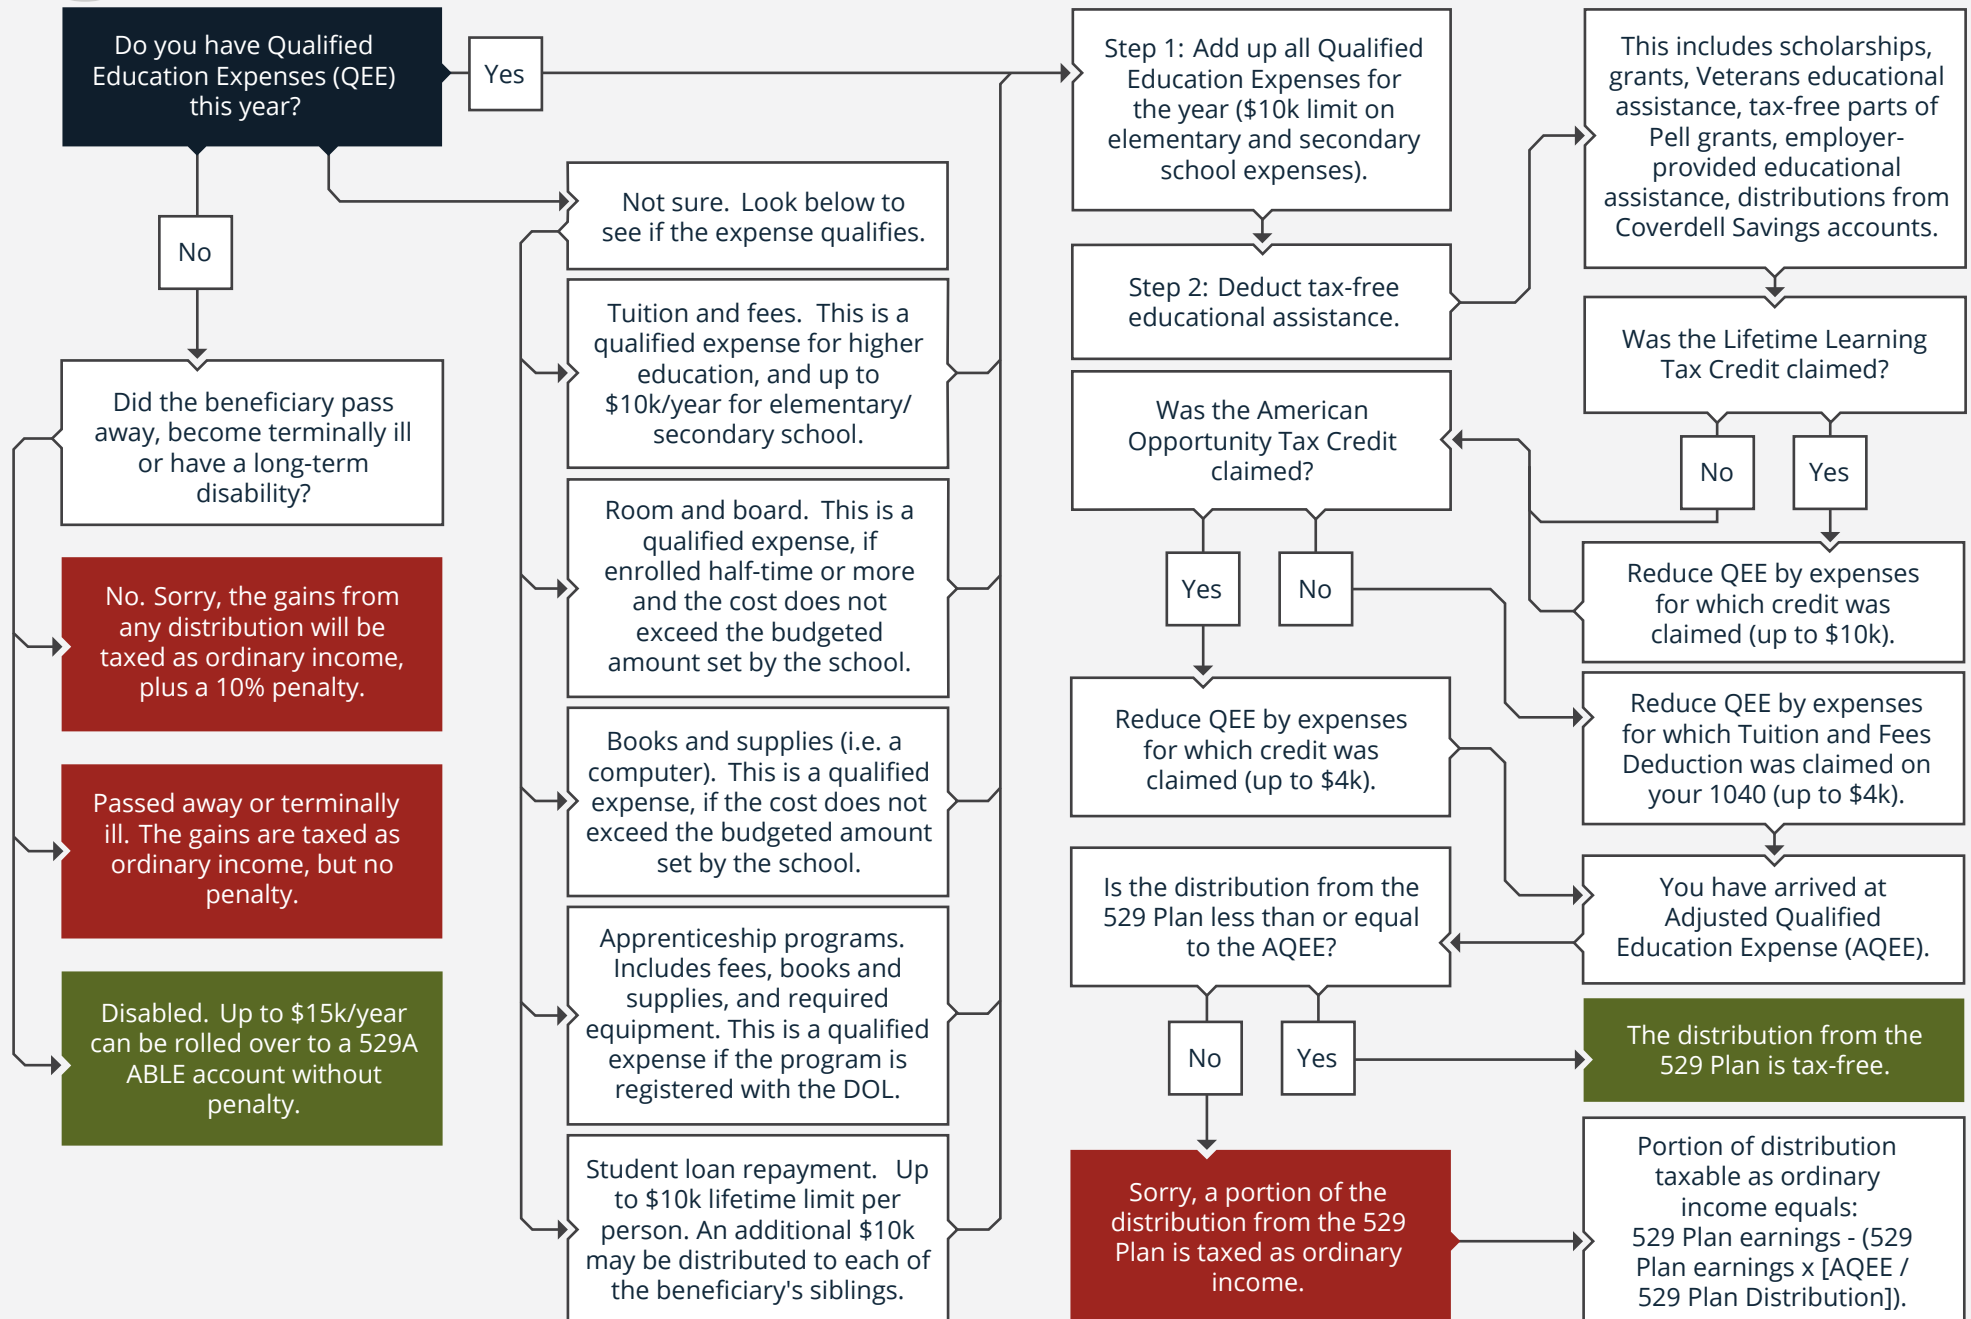 Do you have Qualified
Education Expenses (QEE)
this year?
Yes
No
Did the beneficiary pass
away, become terminally ill
or have a long-term
disability?
No. Sorry, the gains from
any distribution will be
taxed as ordinary income,
plus a 10% penalty.
Passed away or terminally
ill. The gains are taxed as
ordinary income, but no
penalty.
Disabled. Up to $15k/year
can be rolled over to a 529A
ABLE account without
penalty.
Not sure. Look below to
see if the expense qualifies.
Tuition and fees. This is a
qualified expense for higher
education, and up to
$10k/year for elementary/
secondary school.
Room and board. This is a
qualified expense, if
enrolled half-time or more
and the cost does not
exceed the budgeted
amount set by the school.
Books and supplies (i.e. a
computer). This is a qualified
expense, if the cost does not
exceed the budgeted amount
set by the school.
Apprenticeship programs.
Includes fees, books and
supplies, and required
equipment. This is a qualified
expense if the program is
registered with the DOL.
Student loan repayment. Up
to $10k lifetime limit per
person. An additional $10k
may be distributed to each of
the beneficiary's siblings.
Step 1: Add up all Qualified
Education Expenses for
the year ($10k limit on
elementary and secondary
school expenses).
Step 2: Deduct tax-free
educational assistance.
This includes scholarships,
grants, Veterans educational
assistance, tax-free parts of
Pell grants, employer-
provided educational
assistance, distributions from
Coverdell Savings accounts.
Was the Lifetime Learning
Tax Credit claimed?
No
Yes
Reduce QEE by expenses
for which credit was
claimed (up to $10k).
Was the American
Opportunity Tax Credit
claimed?
Yes
No
Reduce QEE by expenses
for which credit was
claimed (up to $4k).
Reduce QEE by expenses
for which Tuition and Fees
Deduction was claimed on
your 1040 (up to $4k).
You have arrived at
Adjusted Qualified
Education Expense (AQEE).
Is the distribution from the
529 Plan less than or equal
to the AQEE?
No
Yes
The distribution from the
529 Plan is tax-free.
Sorry, a portion of the
distribution from the 529
Plan is taxed as ordinary
income.
Portion of distribution
taxable as ordinary
income equals:
529 Plan earnings - (529
Plan earnings x [AQEE /
529 Plan Distribution]).